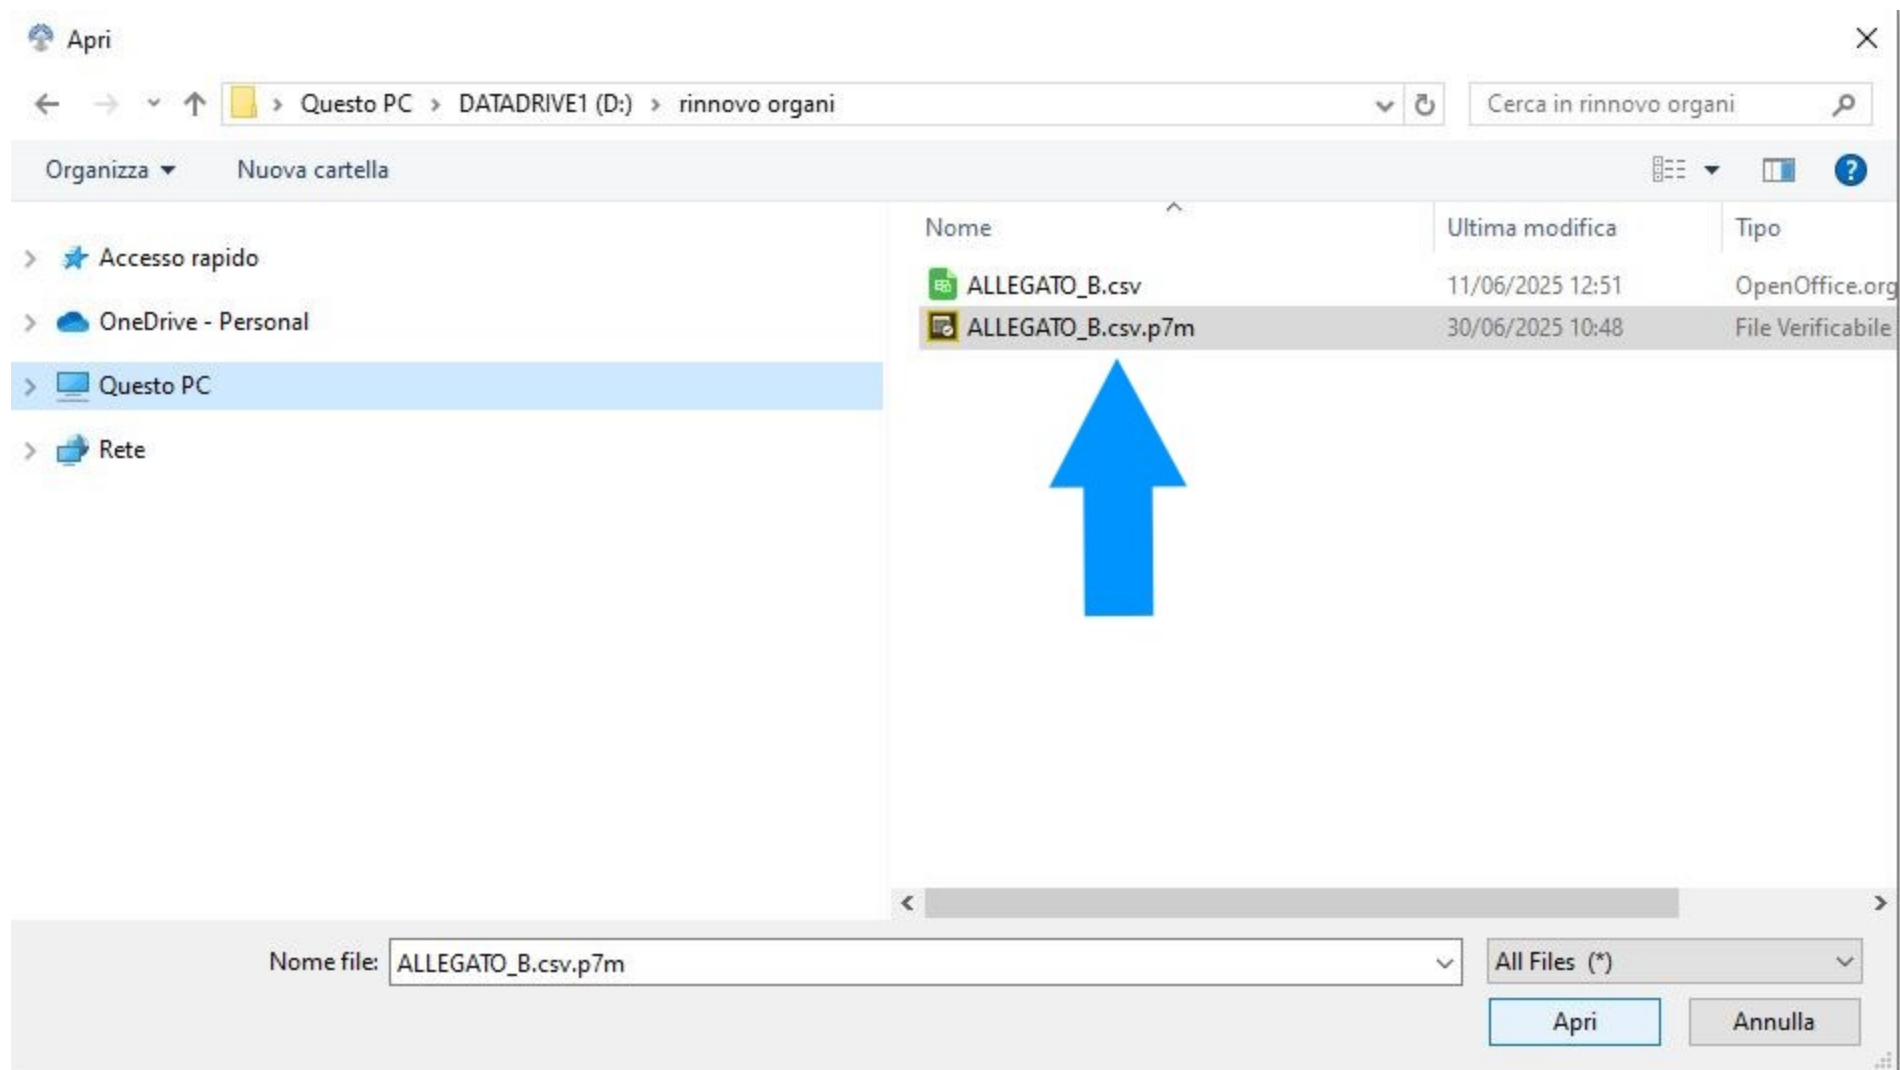 Apri
Questo PC > DATADRIVE1 (D:) > rinnovo organi
Cerca in rinnovo organi
Organizza
Nuova cartella
?
Nome
Ultima modifica
Tipo
Accesso rapido
OneDrive - Personal
Questo PC
Rete
ALLEGATO_B.csv
11/06/2025 12:51
OpenOffice.org
ALLEGATO_B.csv.p7m
30/06/2025 10:48
File Verificabile
Nome file:
ALLEGATO_B.csv.p7m
All Files (*)
Apri
Annulla